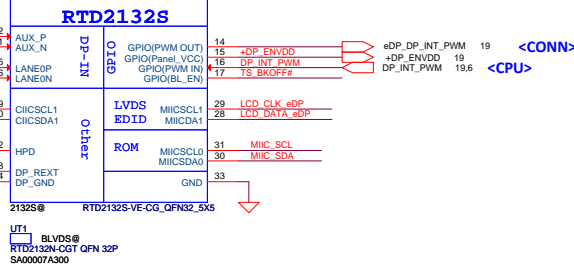 RTD2132S
AUX_P
AUX_N
DP-IN
GPIO
GPIO(PWM OUT)
GPIO(Panel_VCC)
GPIO(PWM IN)
GPIO(BL_EN)
14
15 +DP_ENVDD
16 DP_INT_PWM
17 TS_BKOFF#
eDP_DP_INT_PWM 19 <CONN>
+DP_ENVDD 19
DP_INT_PWM 19,6 <CPU>
LANE0P
LANE0N
CIICSCL1
CIICSDA1
Other
LVDS
EDID
MIICSCL1
MIICDA1
29 LCD_CLK_eDP
28 LCD_DATA_eDP
HPD
ROM
MIICSCL0
MIICSDA0
31 MIIC_SCL
30 MIIC_SDA
DP_REXT
DP_GND
GND 33
2132S@ RTD2132S-VE-CG_QFN32_5X5
UT1
BLVDS@
RTD2132N-CGT QFN 32P
SA00007A300